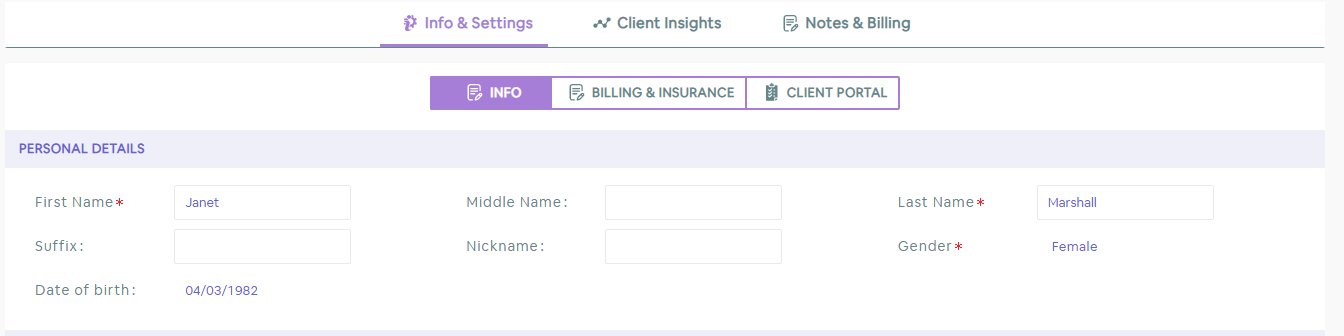 Info & Settings Client Insights Notes & Billing
INFO BILLING & INSURANCE CLIENT PORTAL
PERSONAL DETAILS
First Name* Janet Middle Name: Last Name* Marshall
Suffix: Nickname: Gender* Female
Date of birth: 04/03/1982